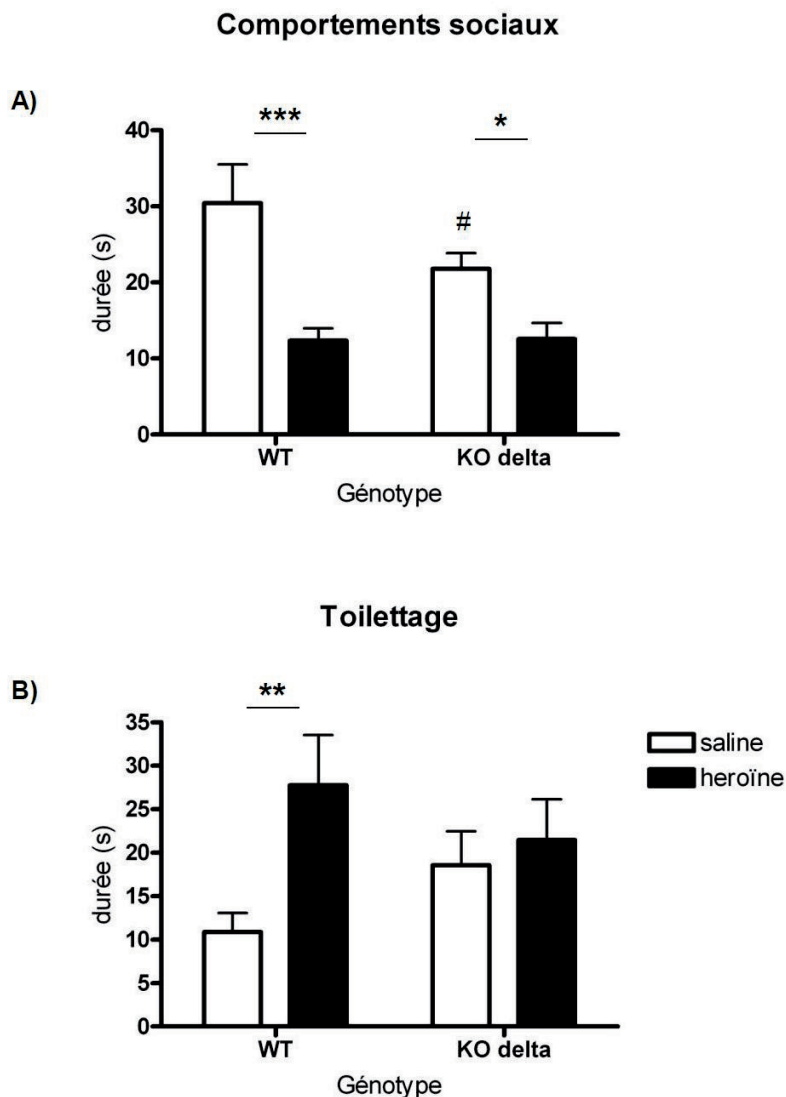 Comportements sociaux
A)
*** *
#
40
30
20
10
0
durée (s)
WT KO delta
Génotype
Toilettage
B)
**
35
30
25
20
15
10
5
0
durée (s)
saline
heroïne
WT KO delta
Génotype